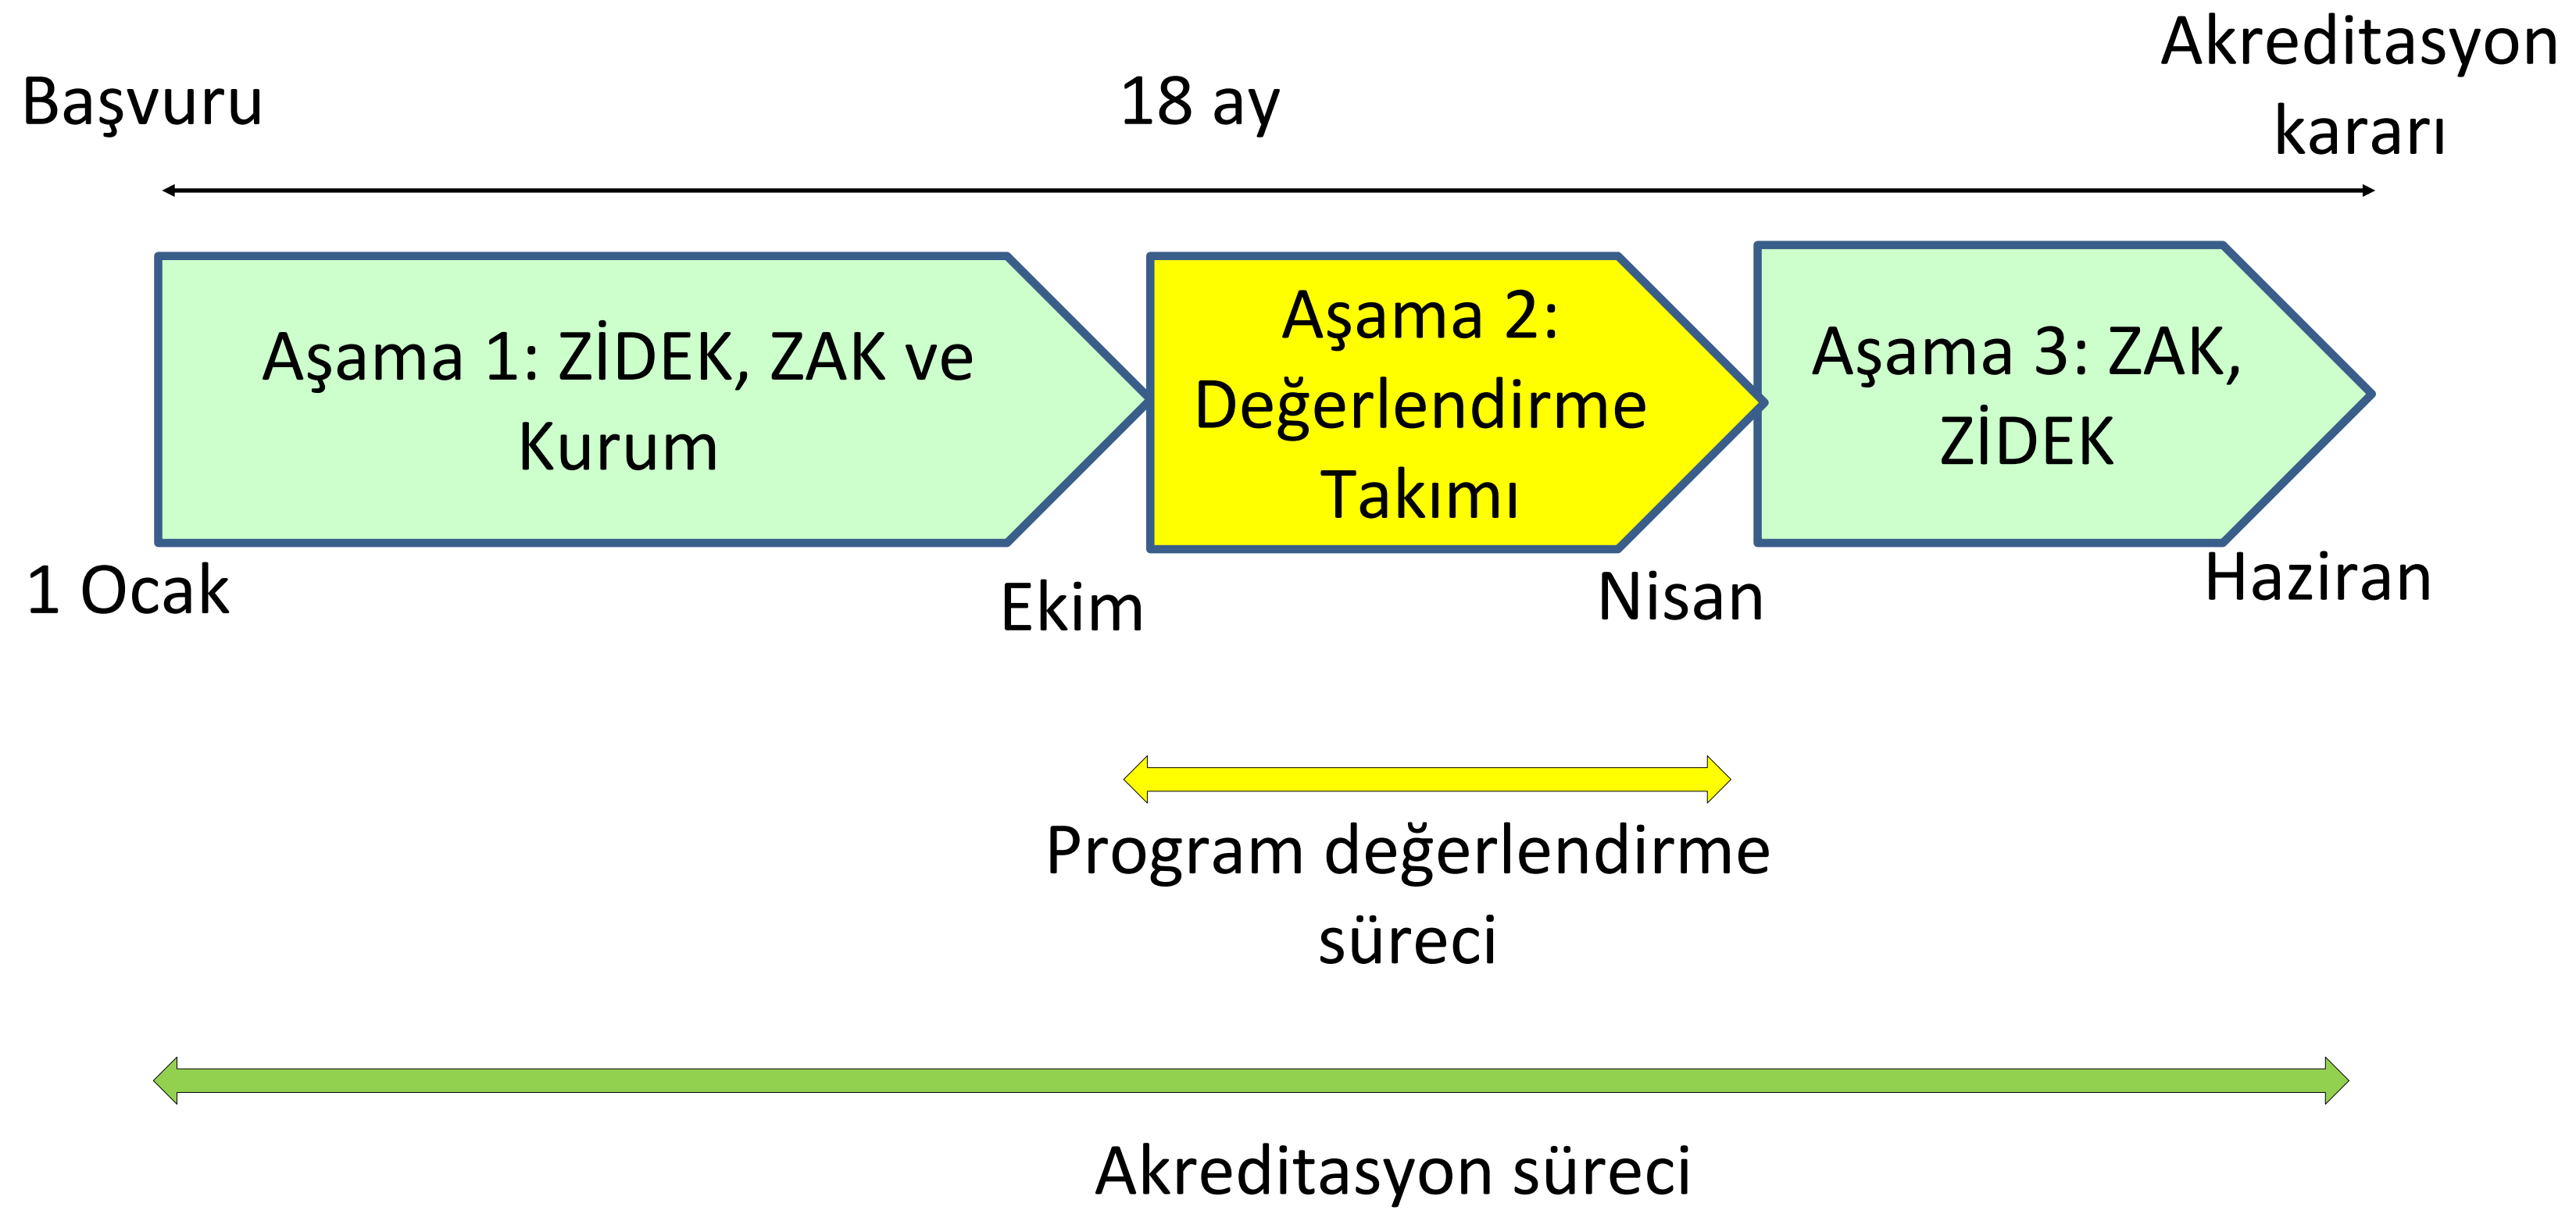 Başvuru
18 ay
Akreditasyon
kararı
Aşama 1: ZİDEK, ZAK ve
Kurum
Aşama 2:
Değerlendirme
Takımı
Aşama 3: ZAK,
ZİDEK
1 Ocak
Ekim
Nisan
Haziran
Program değerlendirme
süreci
Akreditasyon süreci